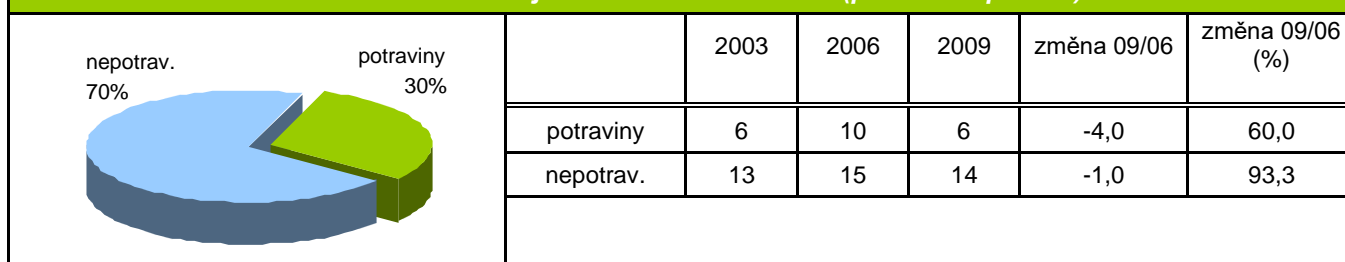 nepotrav.
70%
potraviny
30%
2003 2006 2009 změna 09/06 změna 09/06
(%)
potraviny 6 10 6 -4,0 60,0
nepotrav. 13 15 14 -1,0 93,3